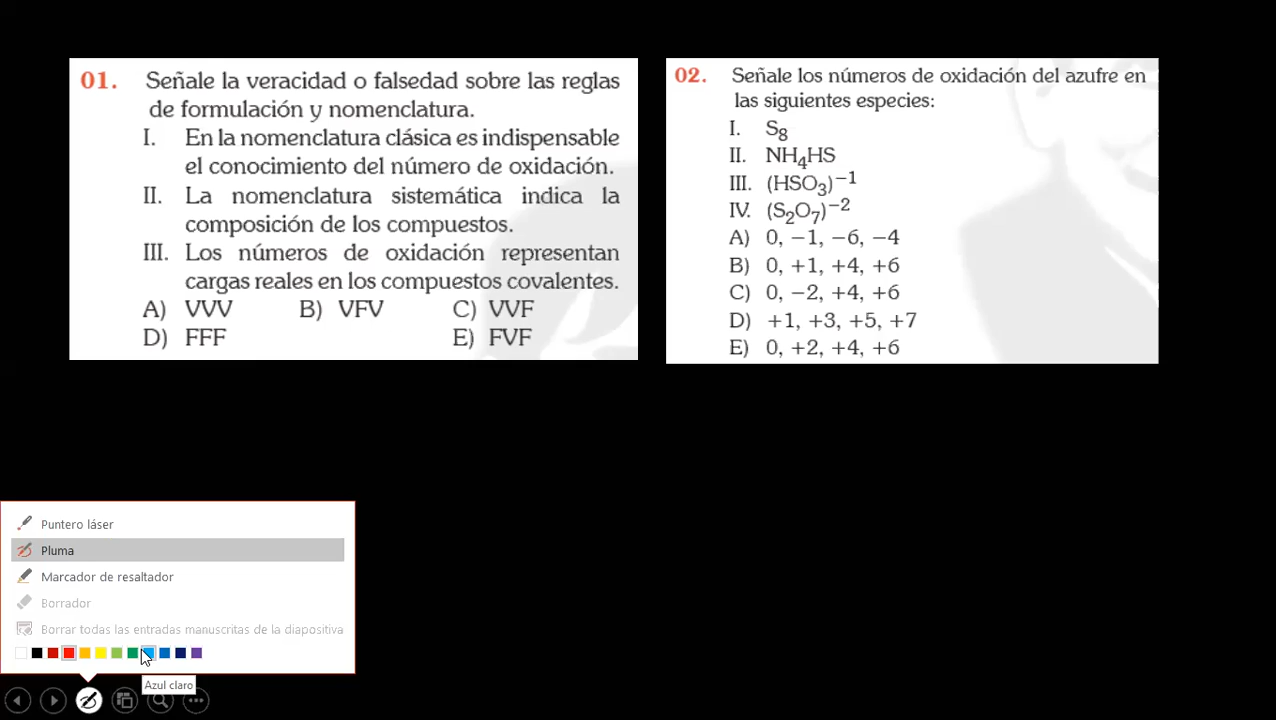 01. Señale la veracidad o falsedad sobre las reglas
de formulación y nomenclatura.
I. En la nomenclatura clásica es indispensable
el conocimiento del número de oxidación.
II. La nomenclatura sistemática indica la
composición de los compuestos.
III. Los números de oxidación representan
cargas reales en los compuestos covalentes.
A) VVV B) VFV C) VVF
D) FFF E) FVF
02. Señale los números de oxidación del azufre en
las siguientes especies:
I. S₈
II. NH₄HS
III. (HSO₃)⁻¹
IV. (S₂O₇)⁻²
A) 0, −1, −6, −4
B) 0, +1, +4, +6
C) 0, −2, +4, +6
D) +1, +3, +5, +7
E) 0, +2, +4, +6
Puntero láser
Pluma
Marcador de resaltador
Borrador
Borrar todas las entradas manuscritas de la diapositiva
Azul claro